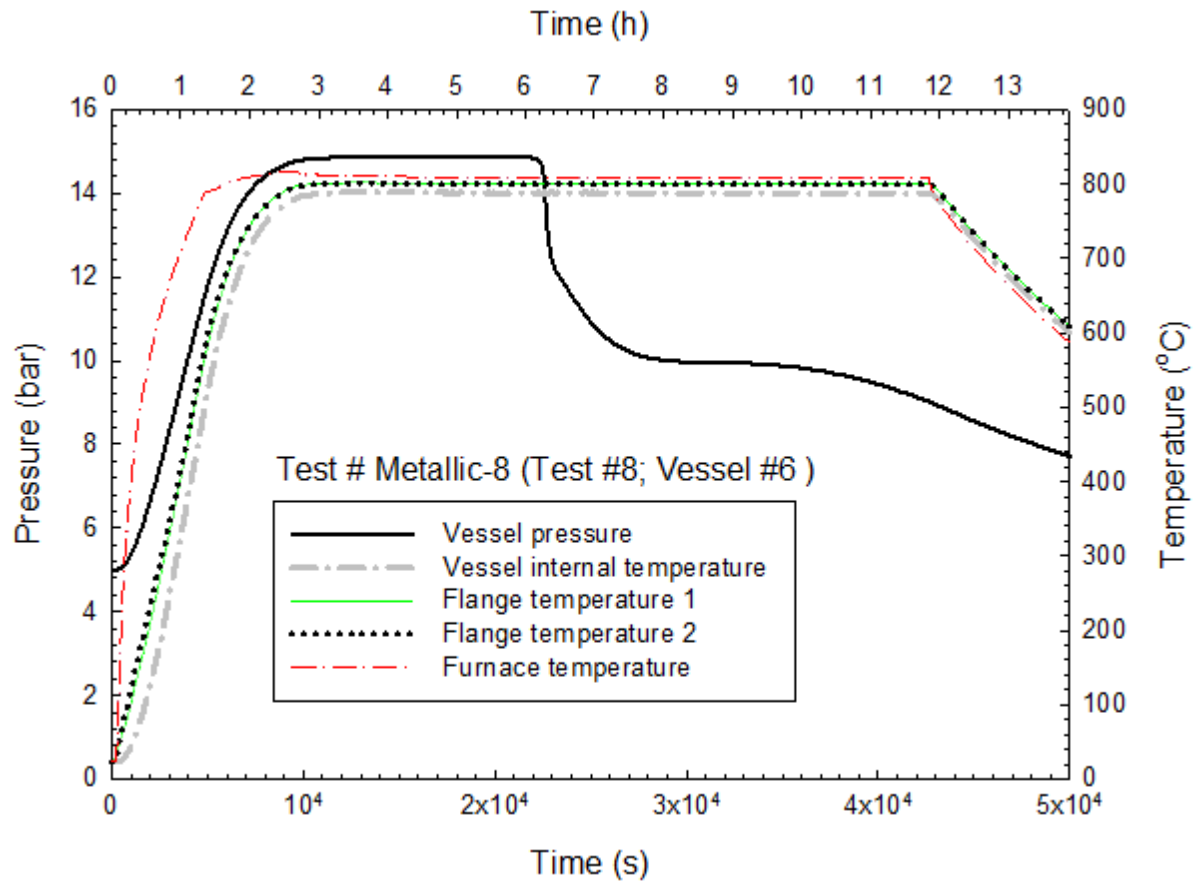 Time (h)
0 1 2 3 4 5 6 7 8 9 10 11 12 13
16 900
14 800
12 700
10 600
8 500
6 400
4 300
2 200
0 100
0
Pressure (bar)
Temperature (°C)
Test # Metallic-8 (Test #8; Vessel #6 )
Vessel pressure
Vessel internal temperature
Flange temperature 1
Flange temperature 2
Furnace temperature
0 10⁴ 2x10⁴ 3x10⁴ 4x10⁴ 5x10⁴
Time (s)